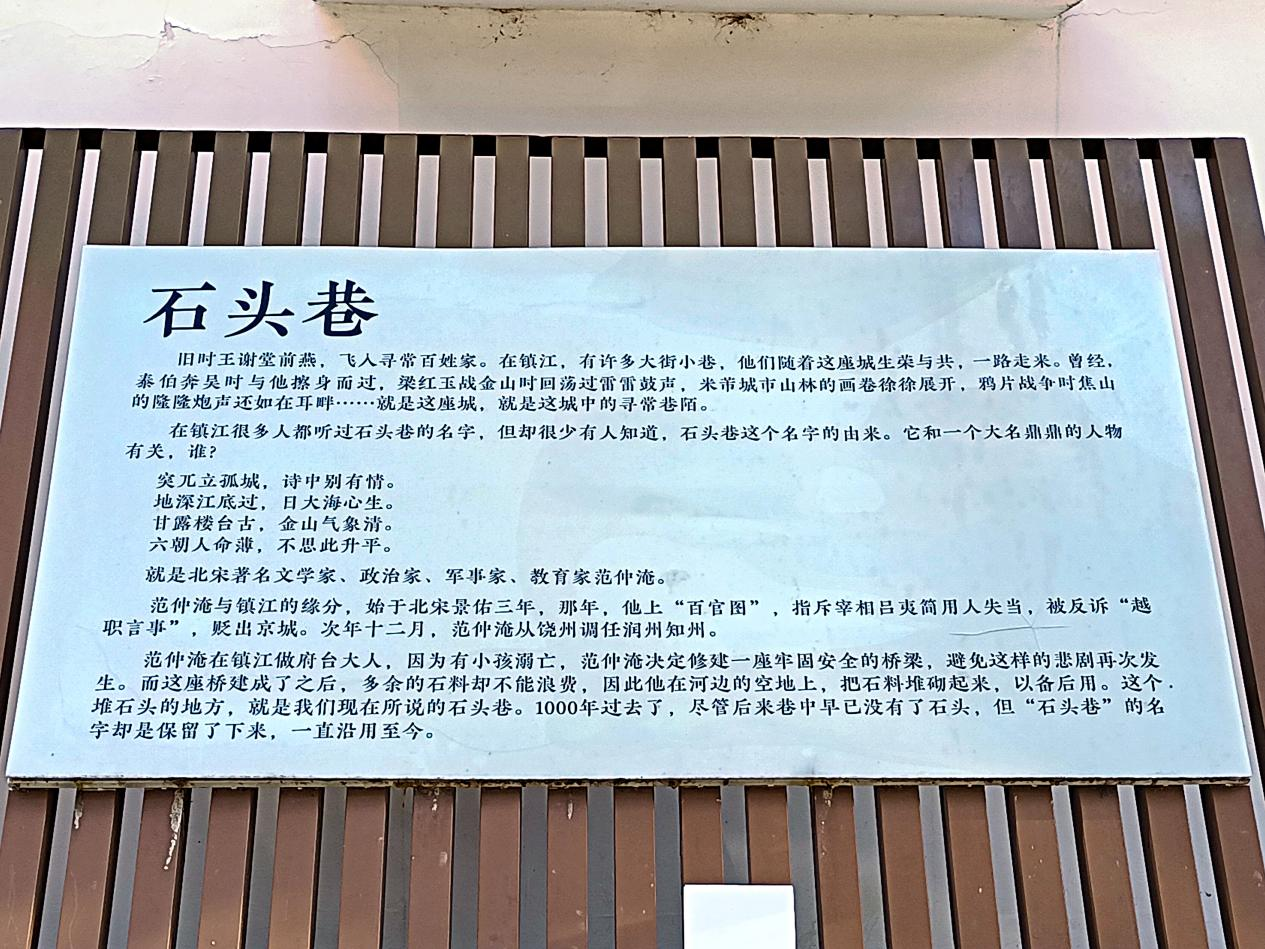 石头巷
旧时王谢堂前燕，飞入寻常百姓家。在镇江，有许多大街小巷，他们随着这座城生荣与共，一路走来。曾经，
泰伯奔吴时与他擦身而过，梁红玉战金山时回荡过雷雷鼓声，米芾城市山林的画卷徐徐展开，鸦片战争时焦山
的隆隆炮声还如在耳畔……就是这座城，就是这城中的寻常巷陌。
在镇江很多人都听过石头巷的名字，但却很少有人知道，石头巷这个名字的由来。它和一个大名鼎鼎的人物
有关，谁？
突兀立孤城，诗中别有情。
地深江底过，日大海心生。
甘露楼台古，金山气象清。
六朝人命薄，不思此升平。
就是北宋著名文学家、政治家、军事家、教育家范仲淹。
范仲淹与镇江的缘分，始于北宋景佑三年，那年，他上“百官图”，指斥宰相吕夷简用人失当，被反诉“越
职言事”，贬出京城。次年十二月，范仲淹从饶州调任润州知州。
范仲淹在镇江做府台大人，因为有小孩溺亡，范仲淹决定修建一座牢固安全的桥梁，避免这样的悲剧再次发
生。而这座桥建成了之后，多余的石料却不能浪费，因此他在河边的空地上，把石料堆砌起来，以备后用。这个
堆石头的地方，就是我们现在所说的石头巷。1000年过去了，尽管后来巷中早已没有了石头，但“石头巷”的名
字却是保留了下来，一直沿用至今。